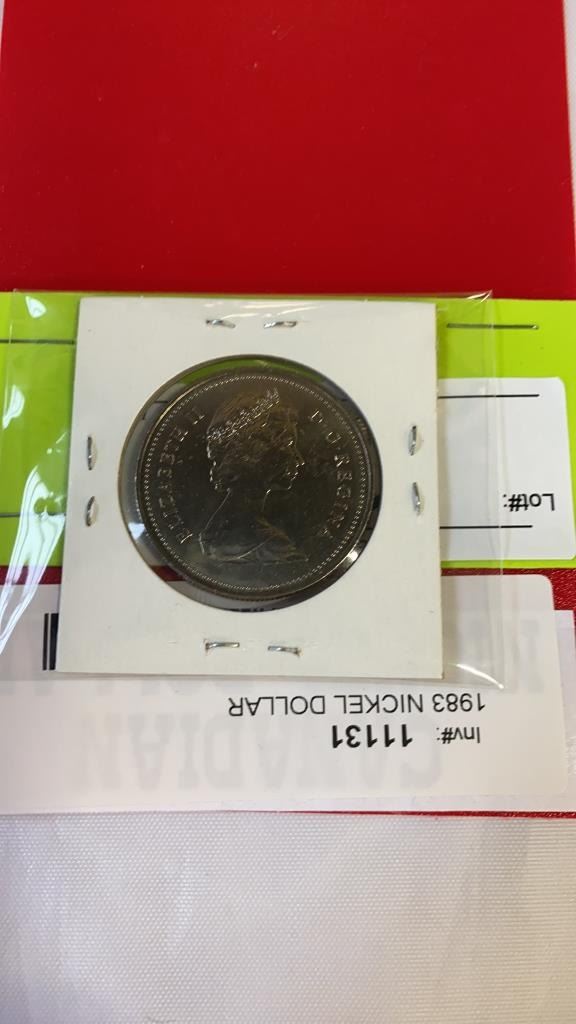 ELIZABETH II D·G·REGINA
Lot#:
Inv#: 11131
1983 NICKEL DOLLAR
CANADIAN